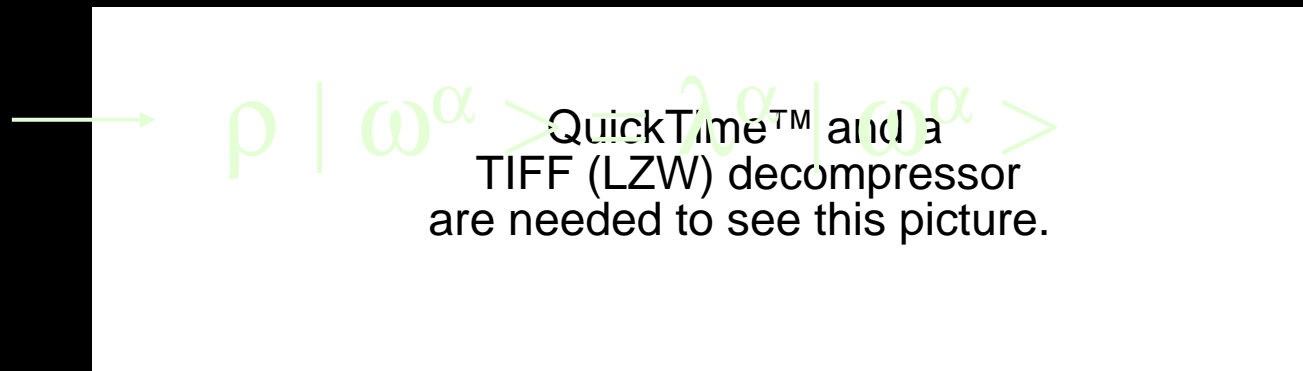 ρ | ω^α > = λ^α | ω^α >
QuickTime™ and a
TIFF (LZW) decompressor
are needed to see this picture.